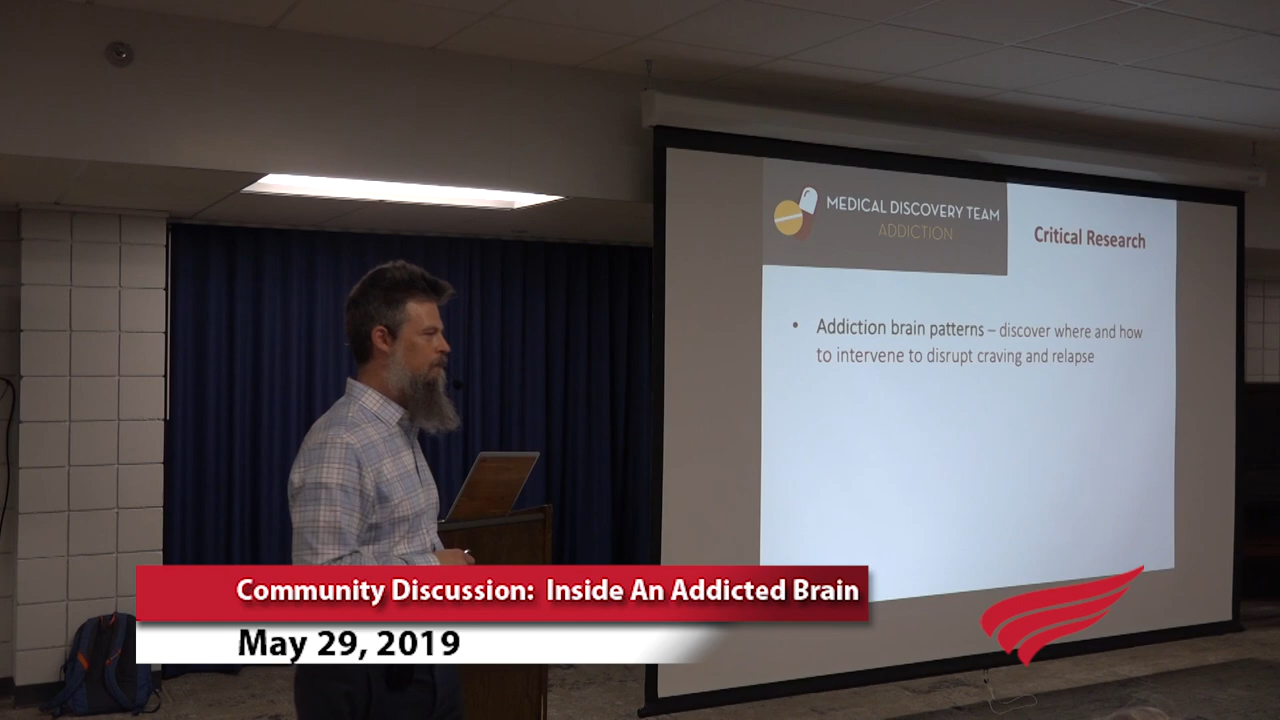 MEDICAL DISCOVERY TEAM
ADDICTION
Critical Research
• Addiction brain patterns – discover where and how
to intervene to disrupt craving and relapse
Community Discussion: Inside An Addicted Brain
May 29, 2019